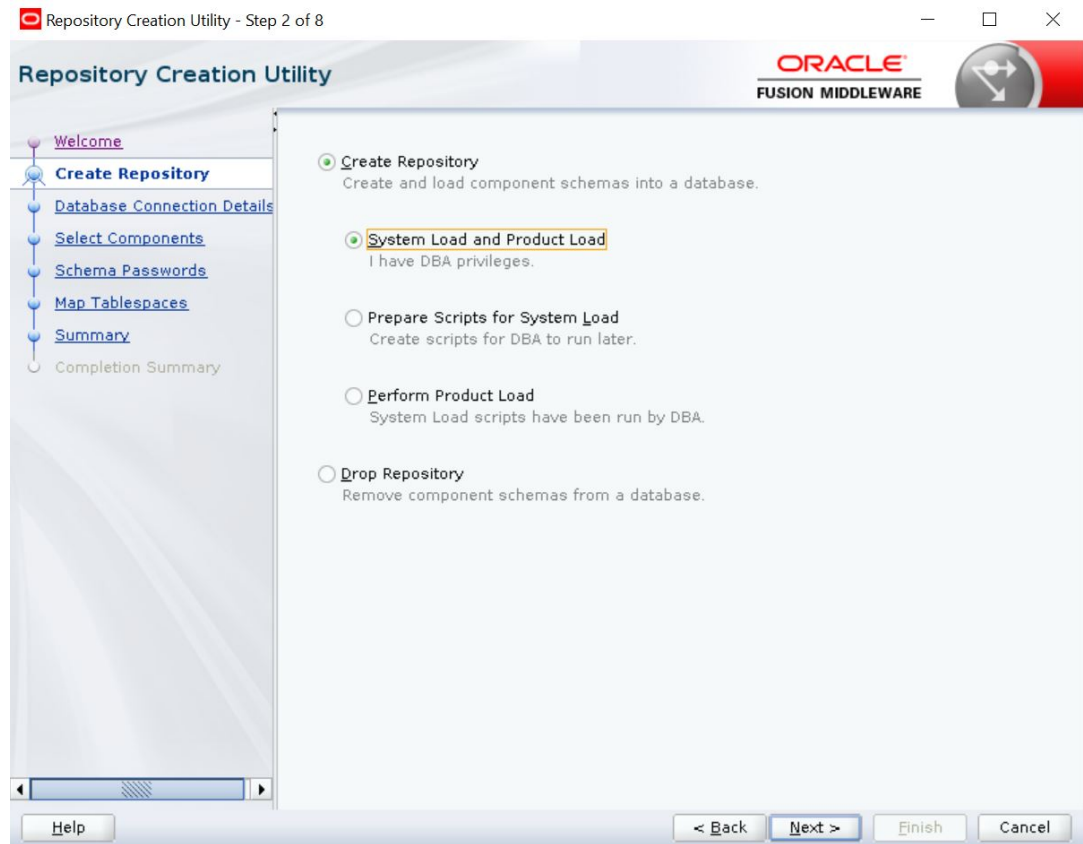 Repository Creation Utility - Step 2 of 8
Repository Creation Utility
ORACLE
FUSION MIDDLEWARE
Welcome
Create Repository
Database Connection Details
Select Components
Schema Passwords
Map Tablespaces
Summary
Completion Summary
Create Repository
Create and load component schemas into a database.
System Load and Product Load
I have DBA privileges.
Prepare Scripts for System Load
Create scripts for DBA to run later.
Perform Product Load
System Load scripts have been run by DBA.
Drop Repository
Remove component schemas from a database.
Help
< Back
Next >
Finish
Cancel